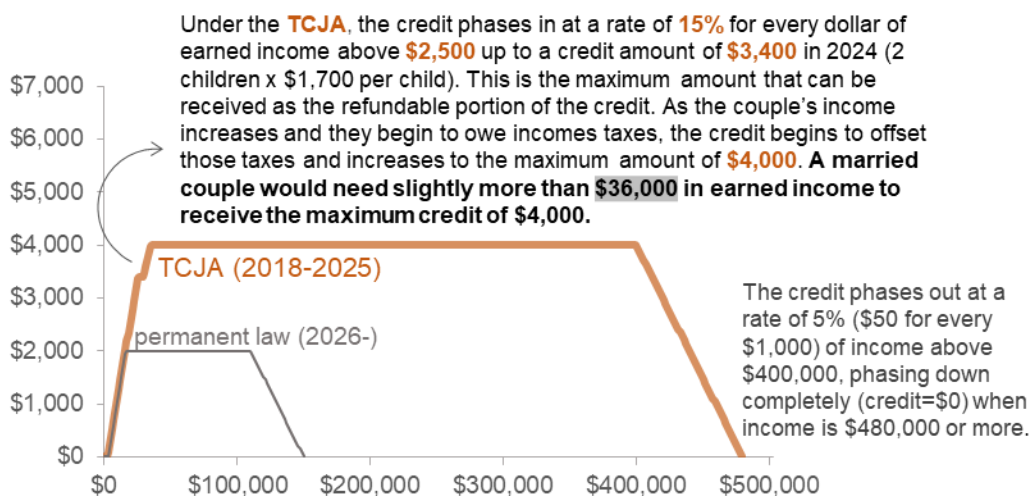 Under the TCJA, the credit phases in at a rate of 15% for every dollar of
earned income above $2,500 up to a credit amount of $3,400 in 2024 (2
children x $1,700 per child). This is the maximum amount that can be
received as the refundable portion of the credit. As the couple's income
increases and they begin to owe incomes taxes, the credit begins to offset
those taxes and increases to the maximum amount of $4,000. A married
couple would need slightly more than $36,000 in earned income to
receive the maximum credit of $4,000.
$7,000
$6,000
$5,000
$4,000
$3,000
$2,000
$1,000
$0
TCJA (2018-2025)
permanent law (2026-)
The credit phases out at a
rate of 5% ($50 for every
$1,000) of income above
$400,000, phasing down
completely (credit=$0) when
income is $480,000 or more.
$0
$100,000
$200,000
$300,000
$400,000
$500,000